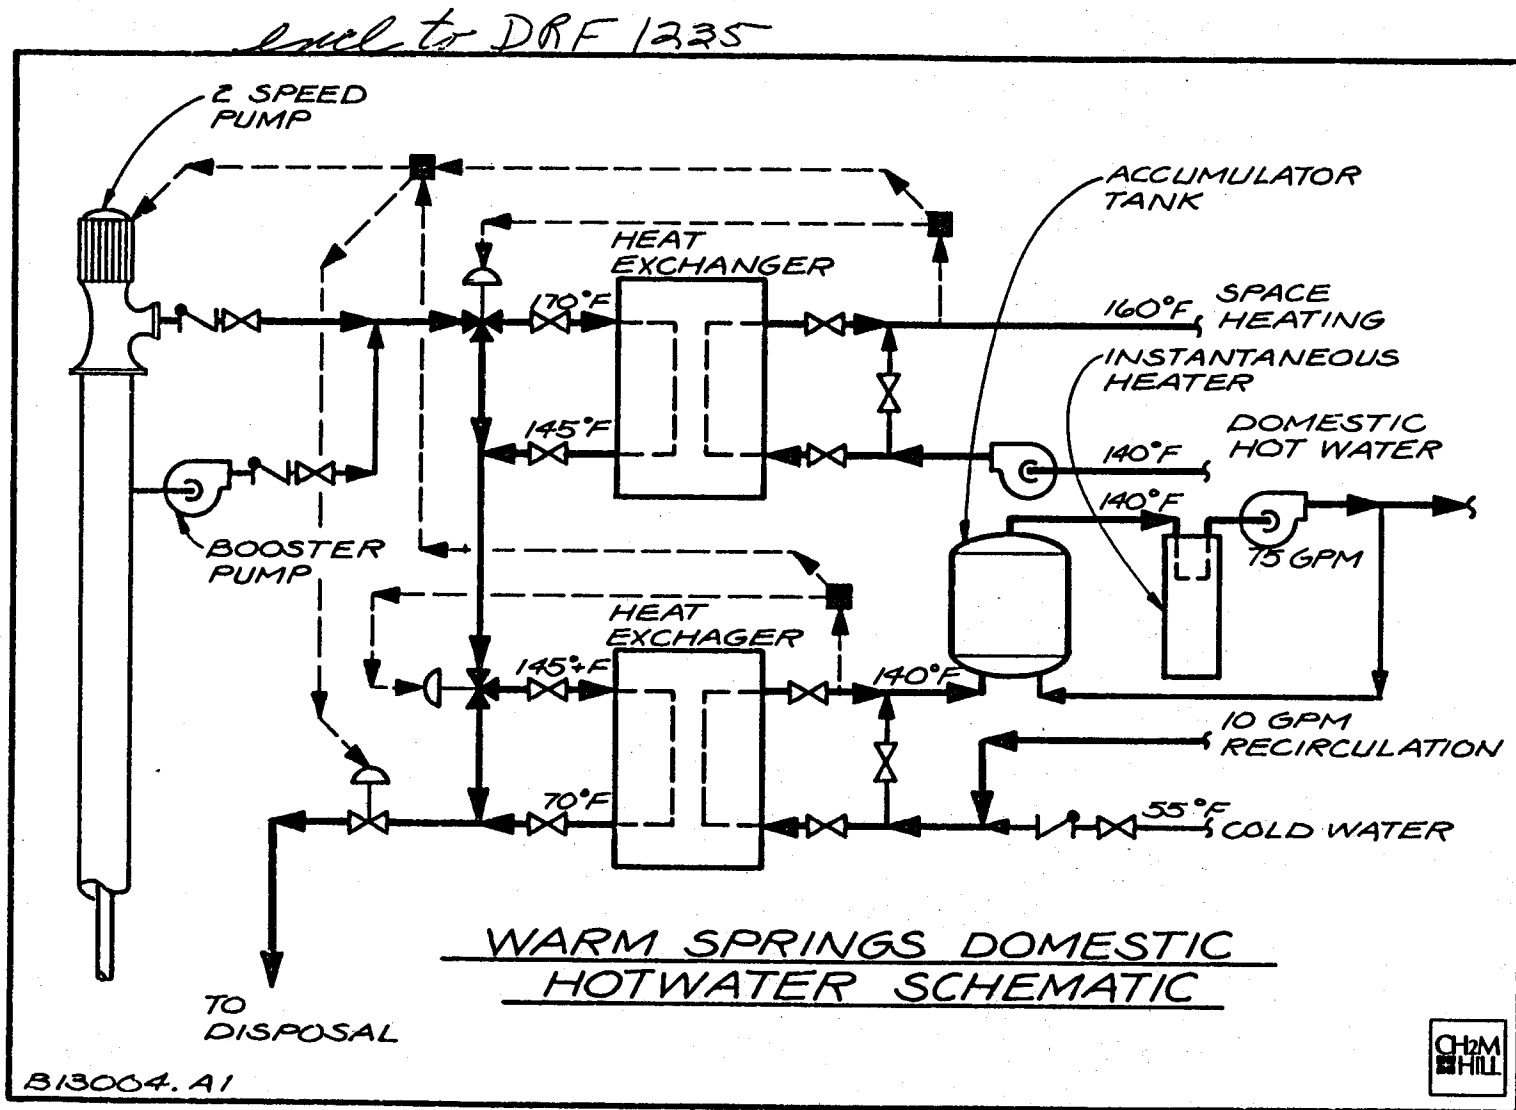 encl to DRF 1235
2 SPEED
PUMP
ACCUMULATOR
TANK
HEAT
EXCHANGER
170°F
160°F
SPACE
HEATING
INSTANTANEOUS
HEATER
145°F
DOMESTIC
HOT WATER
140°F
140°F
75 GPM
BOOSTER
PUMP
HEAT
EXCHAGER
145°+F
140°F
10 GPM
RECIRCULATION
70°F
55°F
COLD WATER
WARM SPRINGS DOMESTIC
HOTWATER SCHEMATIC
TO
DISPOSAL
B13004.A1
CH2M
HILL